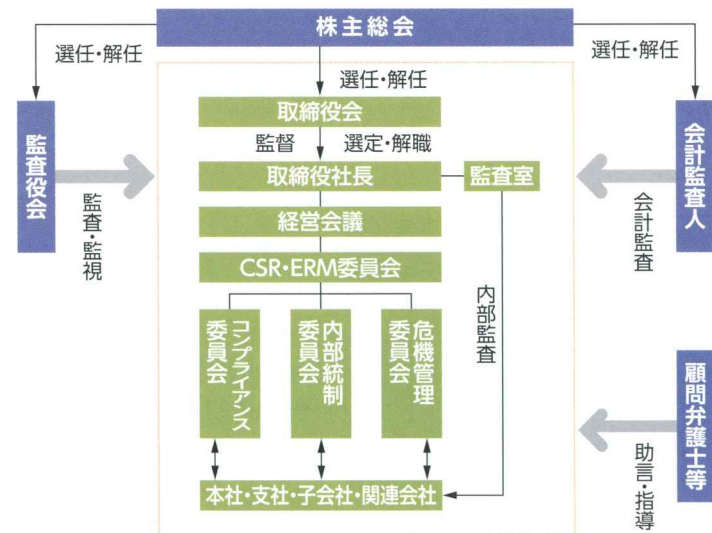 株主総会
選任・解任
選任・解任
選任・解任
取締役会
監督
選定・解職
取締役社長
監査室
監査役会
監査・監視
会計監査人
会計監査
経営会議
CSR・ERM委員会
内部監査
コンプライアンス
委員会
内部統制
委員会
危機管理
委員会
顧問弁護士等
助言・指導
本社・支社・子会社・関連会社